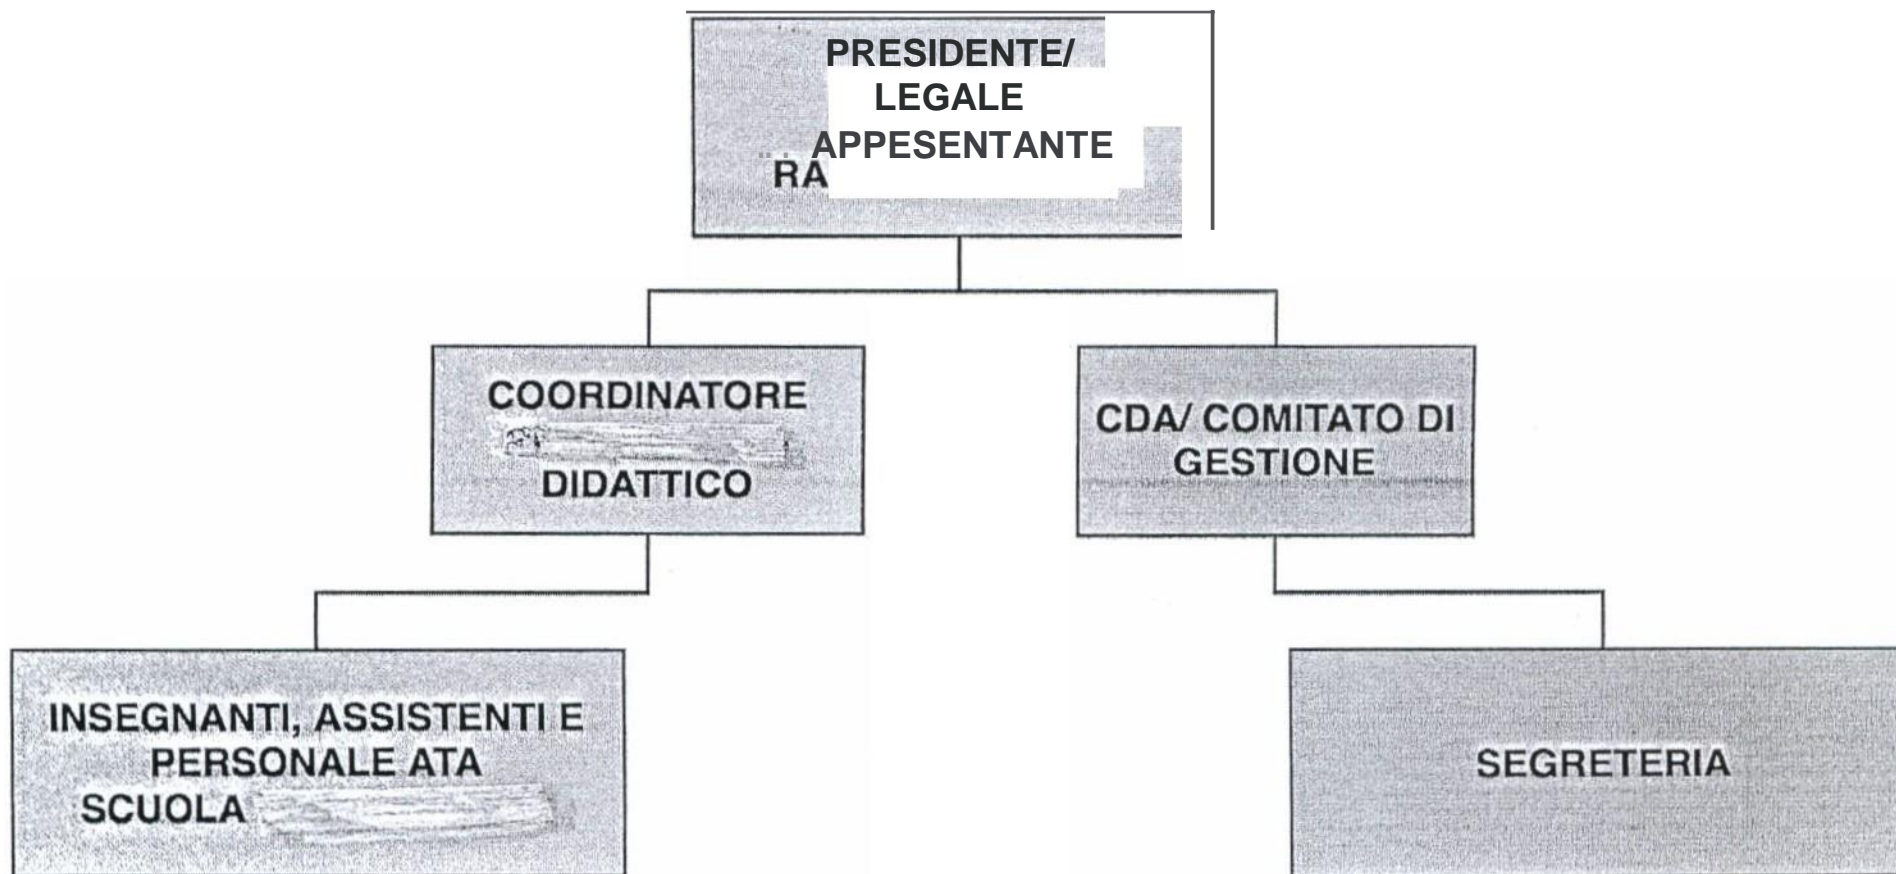 PRESIDENTE/
LEGALE
APPESENTANTE
RA
COORDINATORE
DIDATTICO
CDA/ COMITATO DI
GESTIONE
INSEGNANTI, ASSISTENTI E
PERSONALE ATA
SCUOLA
SEGRETERIA